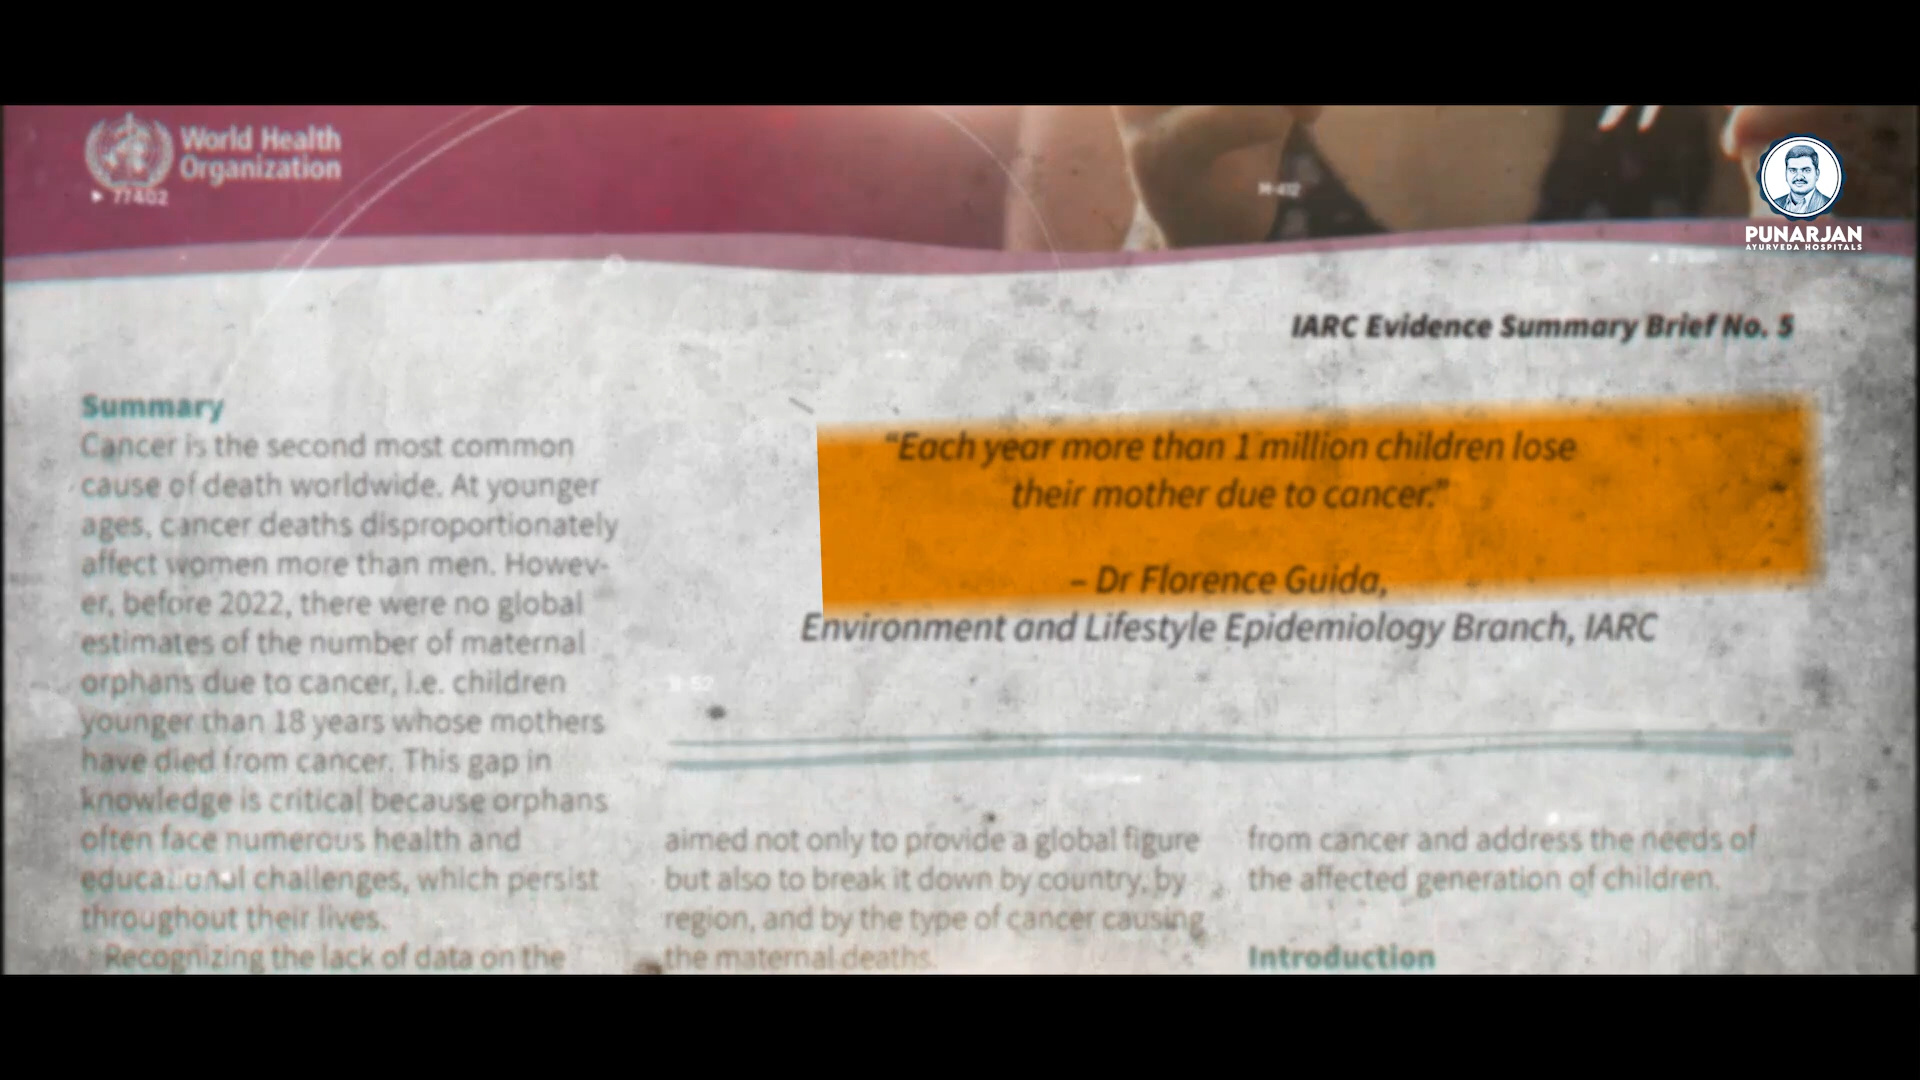 World Health
Organization
77402
M-412
PUNARJAN
AYURVEDA HOSPITALS
IARC Evidence Summary Brief No. 5
Summary
Cancer is the second most common
cause of death worldwide. At younger
ages, cancer deaths disproportionately
affect women more than men. Howev-
er, before 2022, there were no global
estimates of the number of maternal
orphans due to cancer, i.e. children
younger than 18 years whose mothers
have died from cancer. This gap in
knowledge is critical because orphans
often face numerous health and
educational challenges, which persist
throughout their lives.
Recognizing the lack of data on the
“Each year more than 1 million children lose
their mother due to cancer.”
– Dr Florence Guida,
Environment and Lifestyle Epidemiology Branch, IARC
aimed not only to provide a global figure
but also to break it down by country, by
region, and by the type of cancer causing
the maternal deaths.
from cancer and address the needs of
the affected generation of children.
Introduction